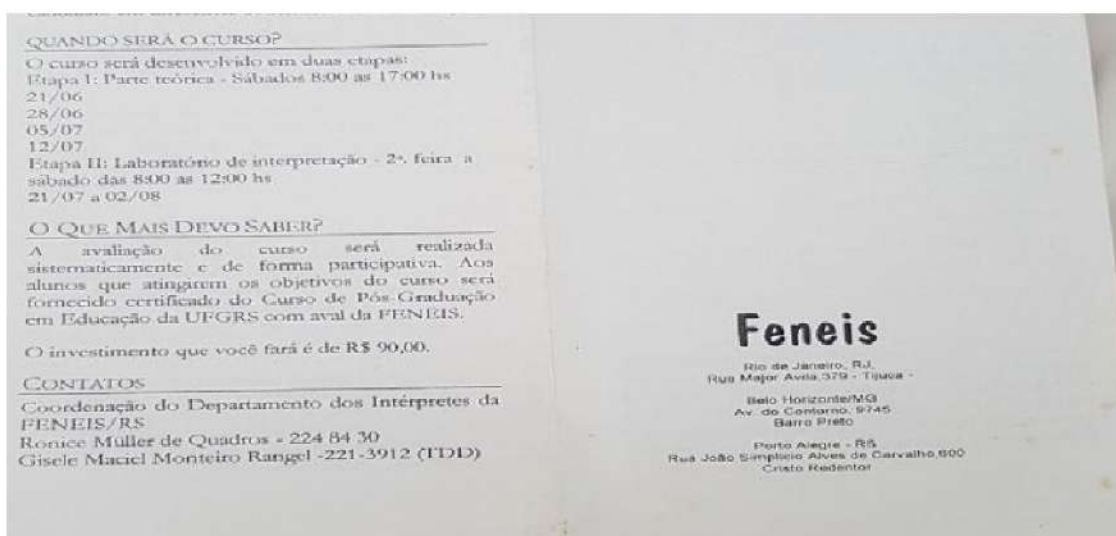 QUANDO SERÁ O CURSO?
O curso será desenvolvido em duas etapas:
Etapa I: Parte teórica - Sábados 8:00 as 17:00 hs
21/06
28/06
05/07
12/07
Etapa II: Laboratório de interpretação - 2ª. feira a
sábado das 8:00 as 12:00 hs
21/07 a 02/08
O QUE MAIS DEVO SABER?
A avaliação do curso será realizada
sistematicamente e de forma participativa. Aos
alunos que atingirem os objetivos do curso será
fornecido certificado do Curso de Pós-Graduação
em Educação da UFGRS com aval da FENEIS.
O investimento que você fará é de R$ 90,00.
CONTATOS
Coordenação do Departamento dos Intérpretes da
FENEIS/RS
Ronice Müller de Quadros - 224 84 30
Gisele Maciel Monteiro Rangel -221-3912 (TDD)
Feneis
Rio de Janeiro, RJ,
Rua Major Avila,379 - Tijuca -
Belo Horizonte/MG
Av. do Contorno, 9745
Barro Preto
Porto Alegre - RS
Rua João Simplicio Alves de Carvalho,600
Cristo Redentor